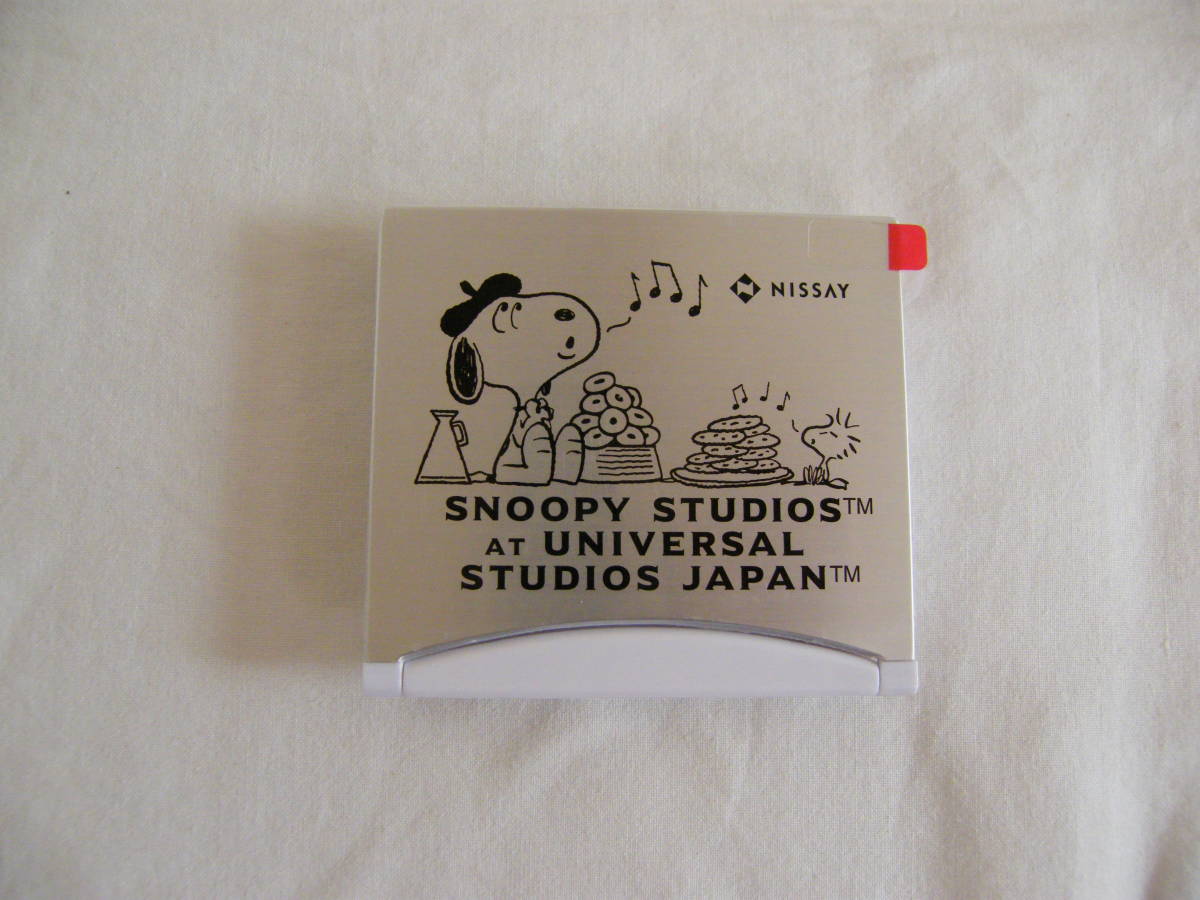 NISSAY
SNOOPY STUDIOS™
AT UNIVERSAL
STUDIOS JAPAN™